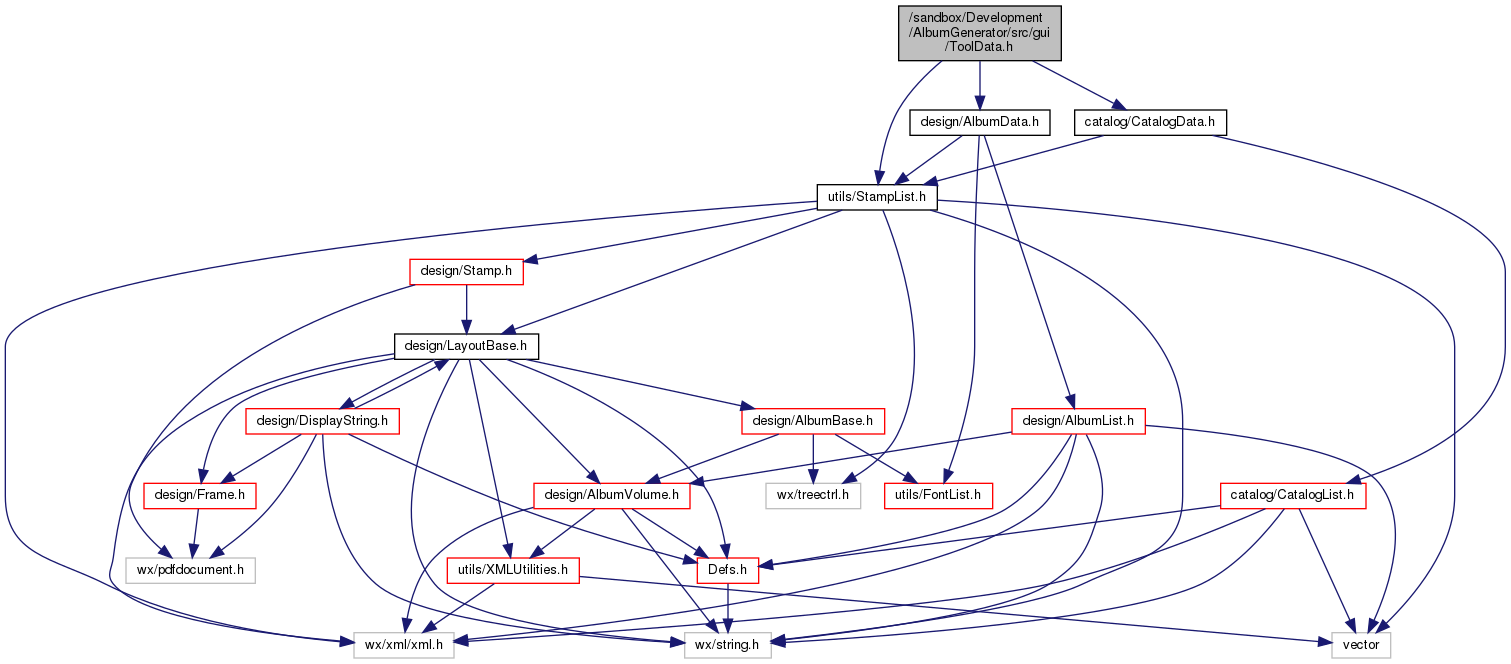 /sandbox/Development
/AlbumGenerator/src/gui
/ToolData.h
design/AlbumData.h
catalog/CatalogData.h
utils/StampList.h
design/Stamp.h
design/LayoutBase.h
design/DisplayString.h
design/AlbumBase.h
design/AlbumList.h
design/Frame.h
design/AlbumVolume.h
wx/treectrl.h
utils/FontList.h
catalog/CatalogList.h
wx/pdfdocument.h
utils/XMLUtilities.h
Defs.h
wx/xml/xml.h
wx/string.h
vector